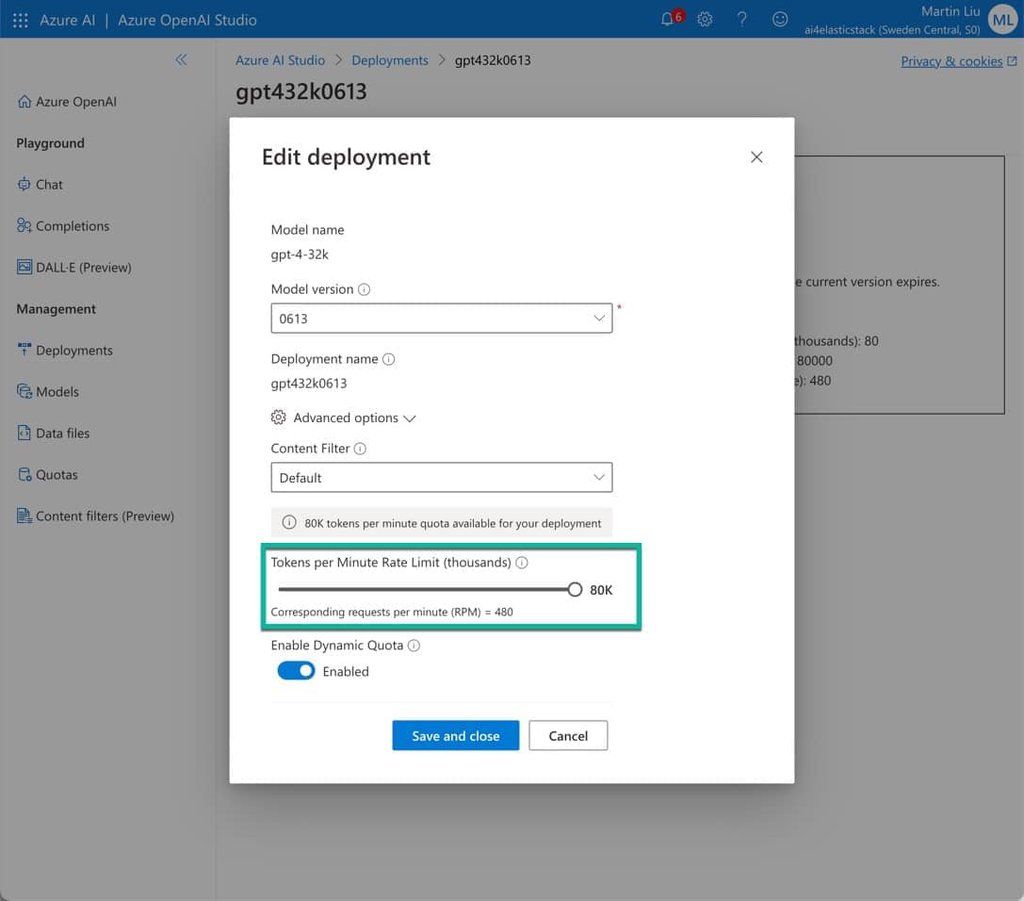 Azure AI | Azure OpenAI Studio
6
Martin Liu
ai4elasticstack (Sweden Central, S0)
ML
Azure AI Studio > Deployments > gpt432k0613
Privacy & cookies
gpt432k0613
Azure OpenAI
Playground
Chat
Completions
DALL·E (Preview)
Management
Deployments
Models
Data files
Quotas
Content filters (Preview)
Edit deployment
Model name
gpt-4-32k
Model version
0613
*
Deployment name
gpt432k0613
Advanced options
Content Filter
Default
80K tokens per minute quota available for your deployment
Tokens per Minute Rate Limit (thousands)
80K
Corresponding requests per minute (RPM) = 480
Enable Dynamic Quota
Enabled
Save and close
Cancel
e current version expires.
thousands): 80
80000
e): 480